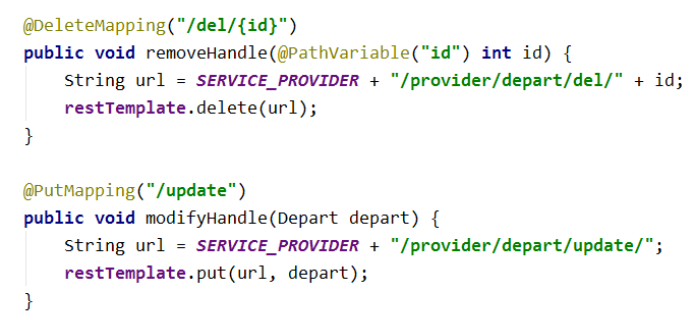 @DeleteMapping("/del/{id}")
public void removeHandle(@PathVariable("id") int id) {
    String url = SERVICE_PROVIDER + "/provider/depart/del/" + id;
    restTemplate.delete(url);
}

@PutMapping("/update")
public void modifyHandle(Depart depart) {
    String url = SERVICE_PROVIDER + "/provider/depart/update/";
    restTemplate.put(url, depart);
}